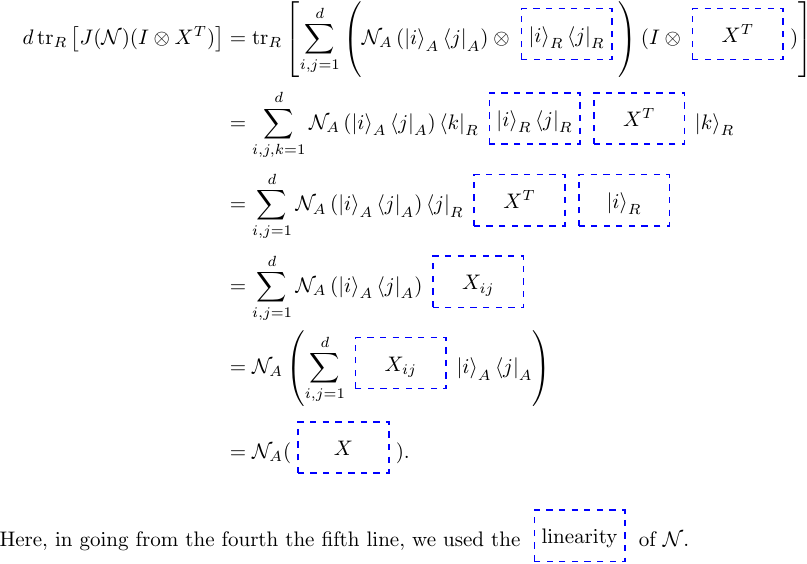 $d \, \mathrm{tr}_R \left[ J(\mathcal{N})(I \otimes X^T) \right] = \mathrm{tr}_R \left[ \sum_{i,j=1}^{d} \left( \mathcal{N}_A \left( |i\rangle_A \langle j|_A \right) \otimes |i\rangle_R \langle j|_R \right) (I \otimes X^T) \right]$
$= \sum_{i,j,k=1}^{d} \mathcal{N}_A \left( |i\rangle_A \langle j|_A \right) \langle k|_R |i\rangle_R \langle j|_R X^T |k\rangle_R$
$= \sum_{i,j=1}^{d} \mathcal{N}_A \left( |i\rangle_A \langle j|_A \right) \langle j|_R X^T |i\rangle_R$
$= \sum_{i,j=1}^{d} \mathcal{N}_A \left( |i\rangle_A \langle j|_A \right) X_{ij}$
$= \mathcal{N}_A \left( \sum_{i,j=1}^{d} X_{ij} |i\rangle_A \langle j|_A \right)$
$= \mathcal{N}_A ( X ).$
Here, in going from the fourth the fifth line, we used the linearity of $\mathcal{N}$.